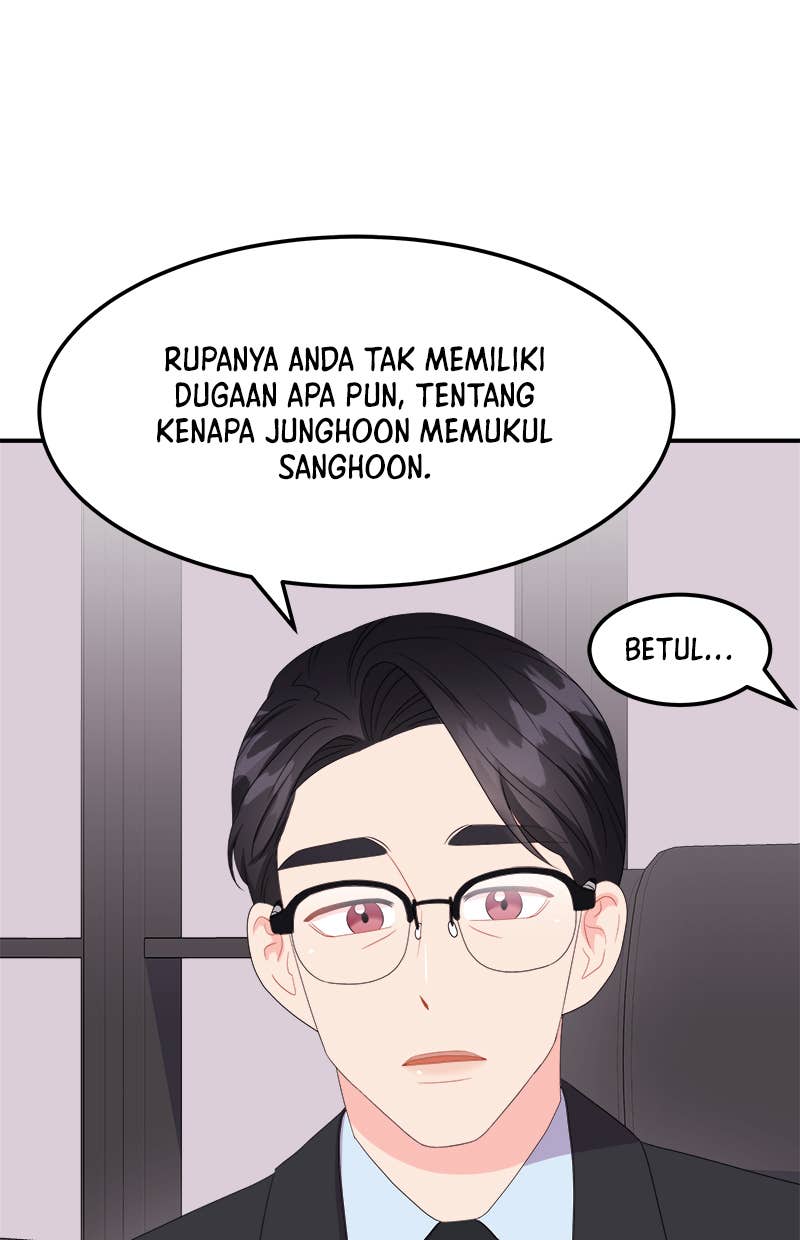 RUPANYA ANDA TAK MEMILIKI
DUGAAN APA PUN, TENTANG
KENAPA JUNGHOON MEMUKUL
SANGHOON.
BETUL...